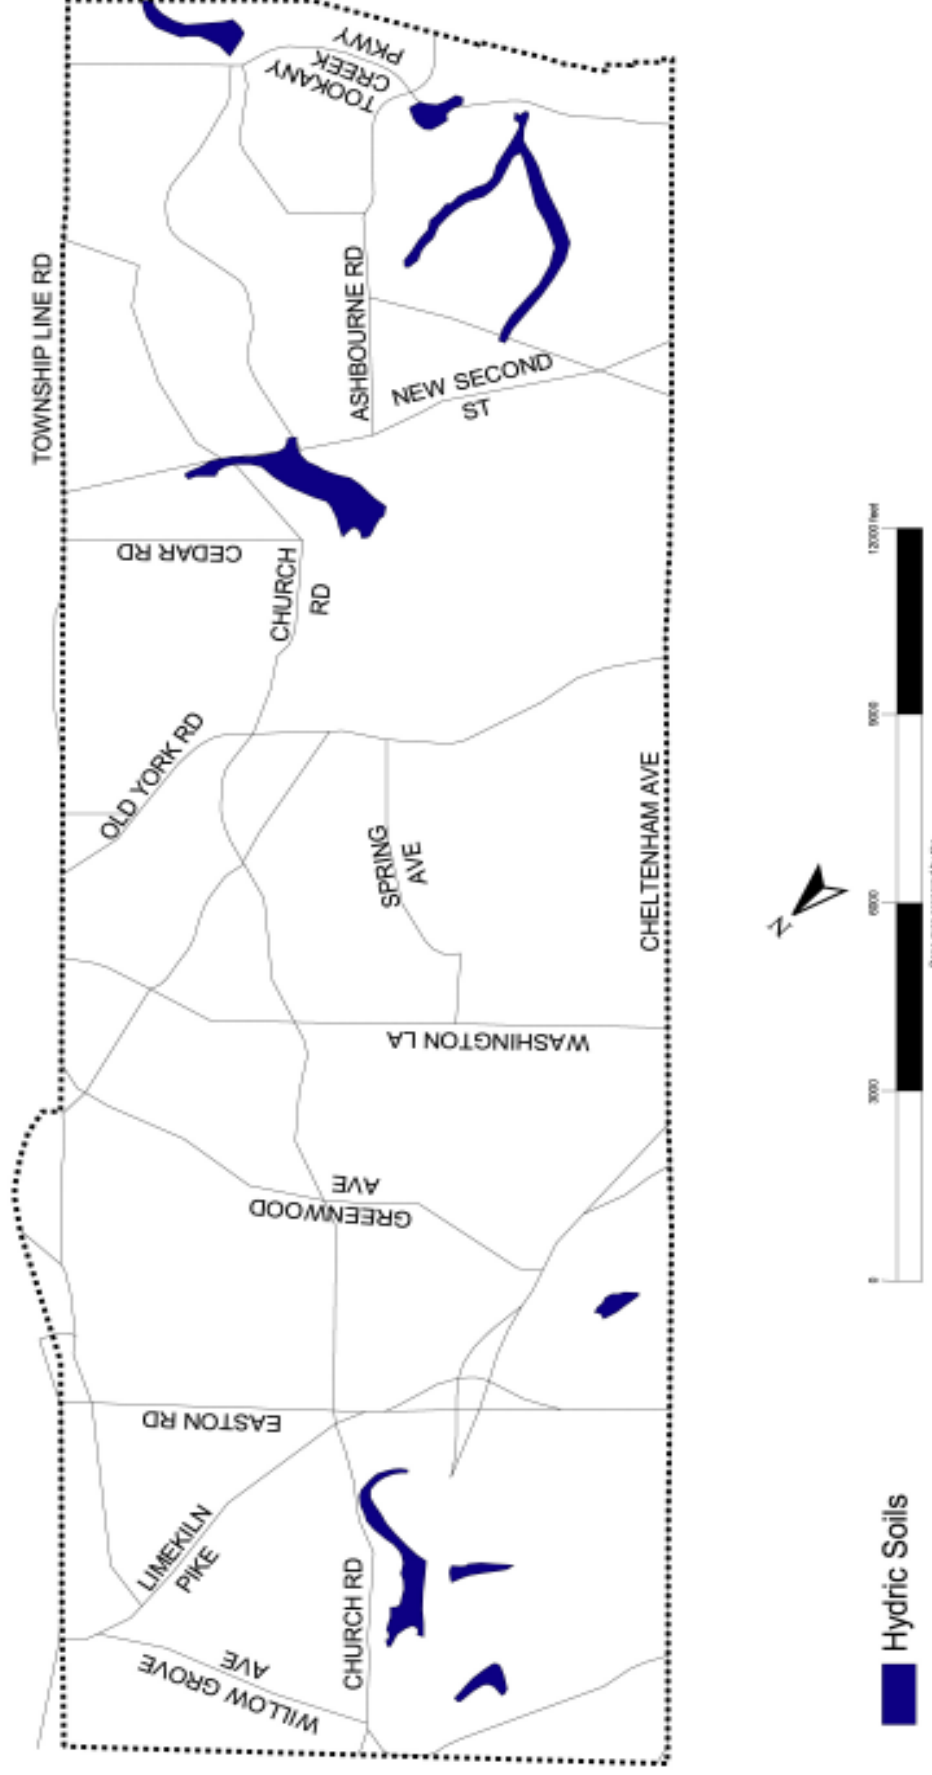 TOWNSHIP LINE RD
TOOKANY
CREEK
PKWY
ASHBOURNE RD
NEW SECOND
ST
CEDAR RD
CHURCH
RD
OLD YORK RD
SPRING
AVE
CHELTENHAM AVE
WASHINGTON LA
GREENWOOD
AVE
EASTON RD
LIMEKILN
PIKE
CHURCH RD
WILLOW GROVE
AVE
N
0
3000
6000
9000
12000 feet
Hydric Soils